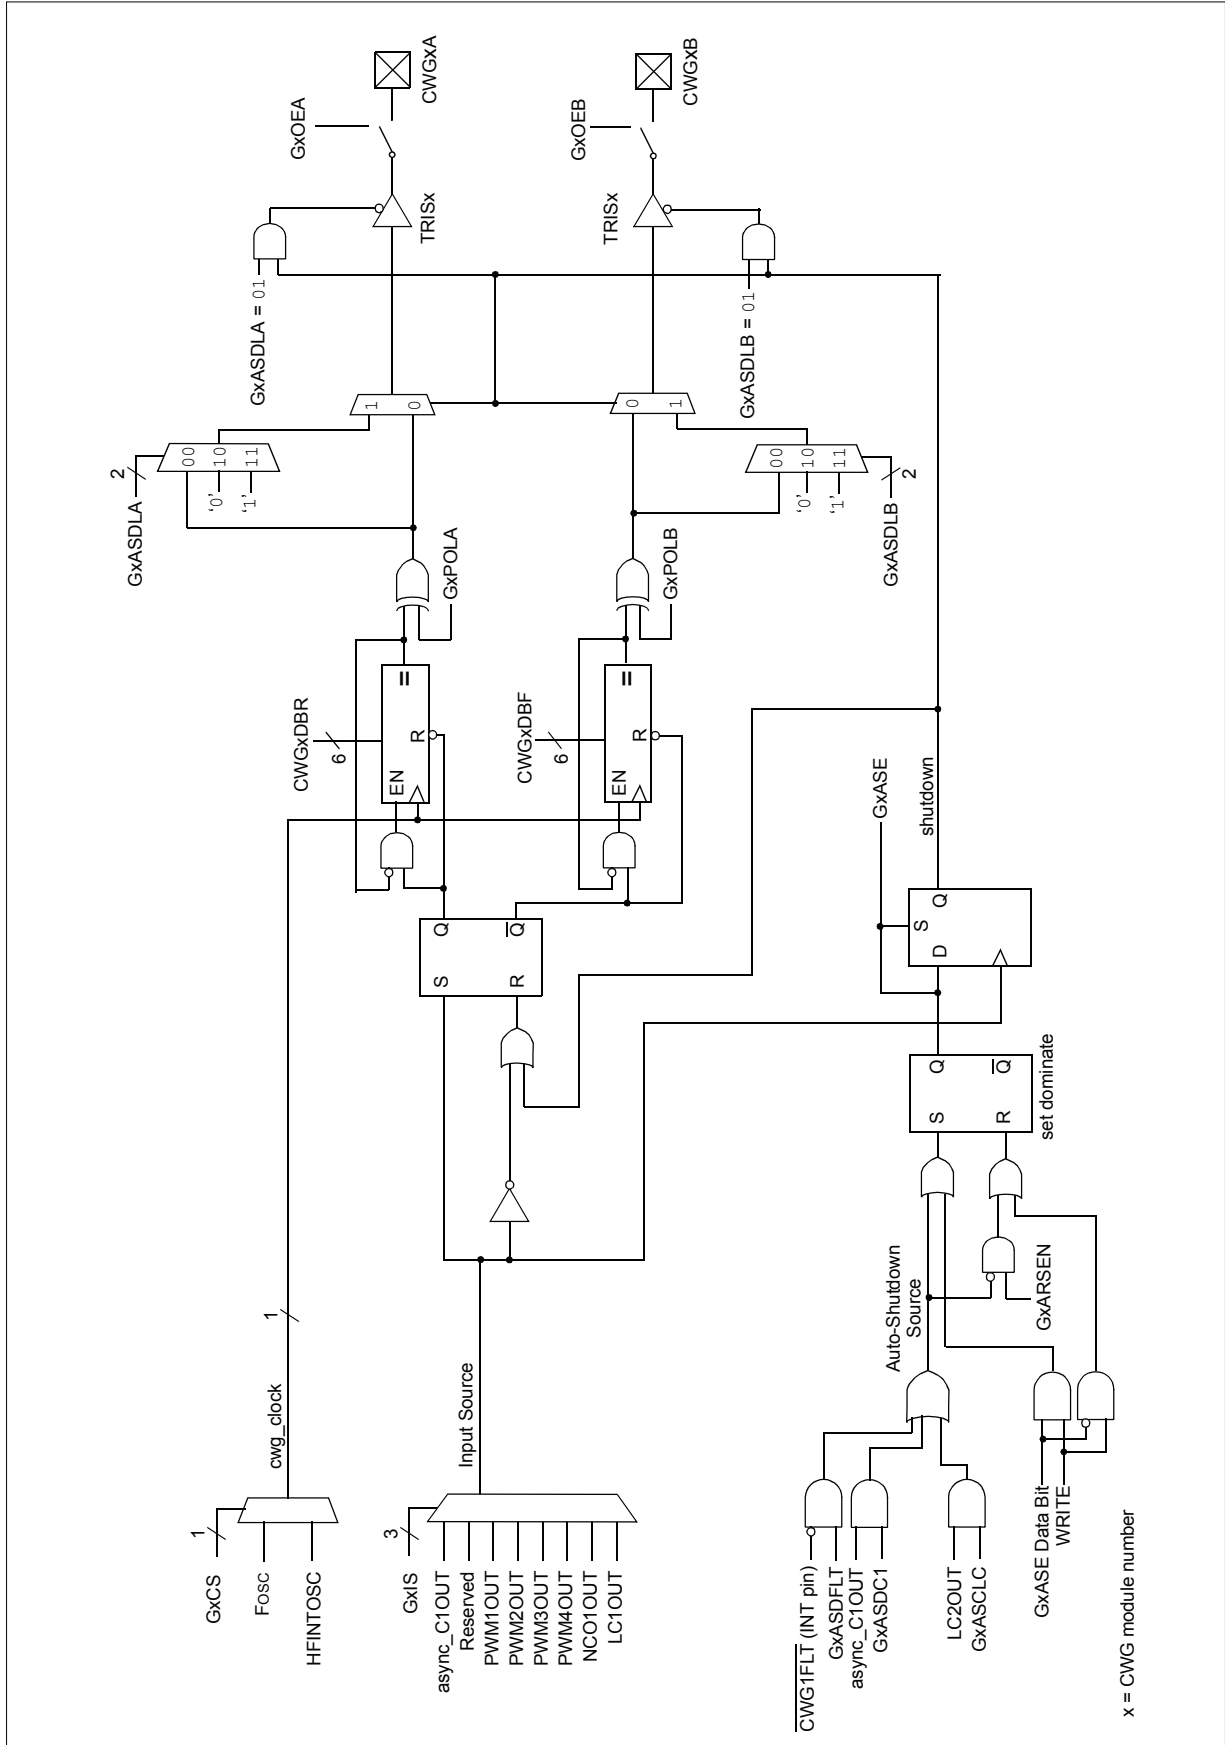 GxCS
1
FOSC
HFINTOSC
cwg_clock
1
GxIS
3
async_C1OUT
Reserved
PWM1OUT
PWM2OUT
PWM3OUT
PWM4OUT
NCO1OUT
LC1OUT
Input Source
S
Q
R
Q
CWGxDBR
6
EN
R
=
GxPOLA
CWGxDBF
6
EN
R
=
GxPOLB
GxASDLA
2
00
10
11
'0'
'1'
1
0
GxASDLA = 01
TRISx
GxOEA
CWGxA
GxASDLB
2
00
10
11
'0'
'1'
0
1
GxASDLB = 01
TRISx
GxOEB
CWGxB
CWG1FLT (INT pin)
GxASDFLT
async_C1OUT
GxASDC1
LC2OUT
GxASCLC
Auto-Shutdown
Source
GxARSEN
GxASE Data Bit
WRITE
S
Q
R
Q
set dominate
GxASE
S
D
Q
shutdown
x = CWG module number